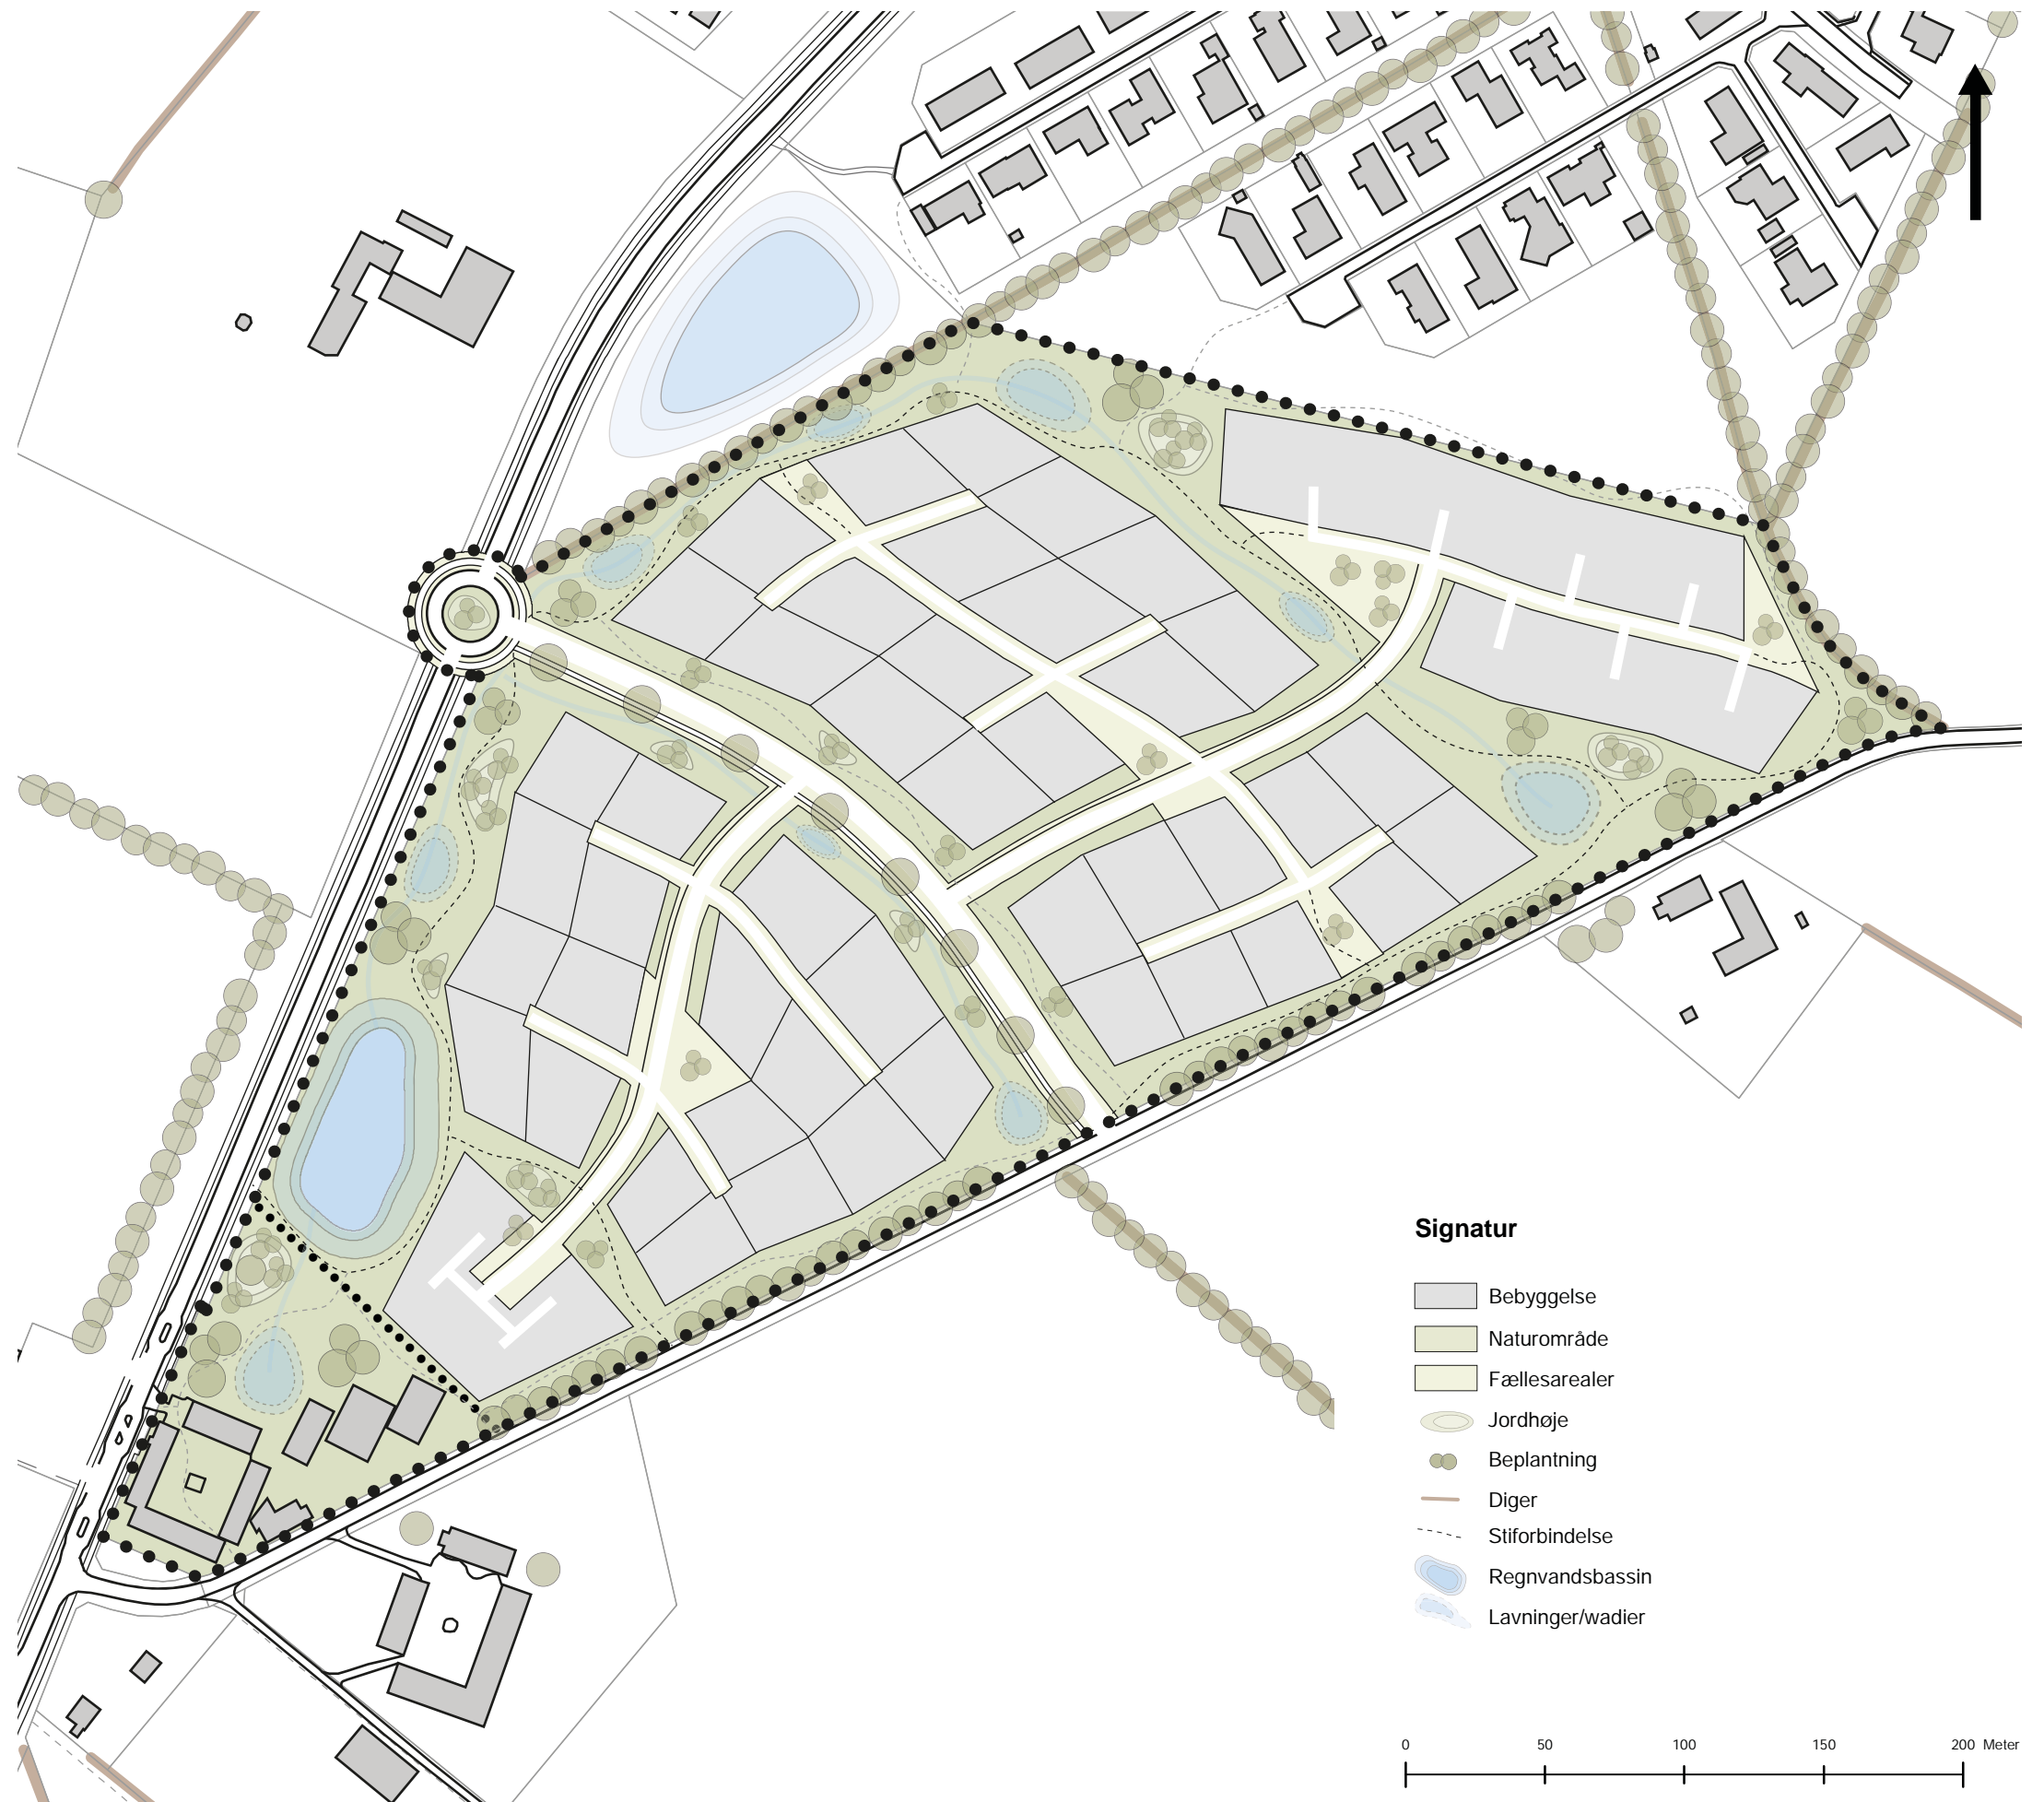 Signatur
Bebyggelse
Naturområde
Fællesarealer
Jordhøje
Beplantning
Diger
Stiforbindelse
Regnvandsbassin
Lavninger/wadier
0 50 100 150 200 Meter